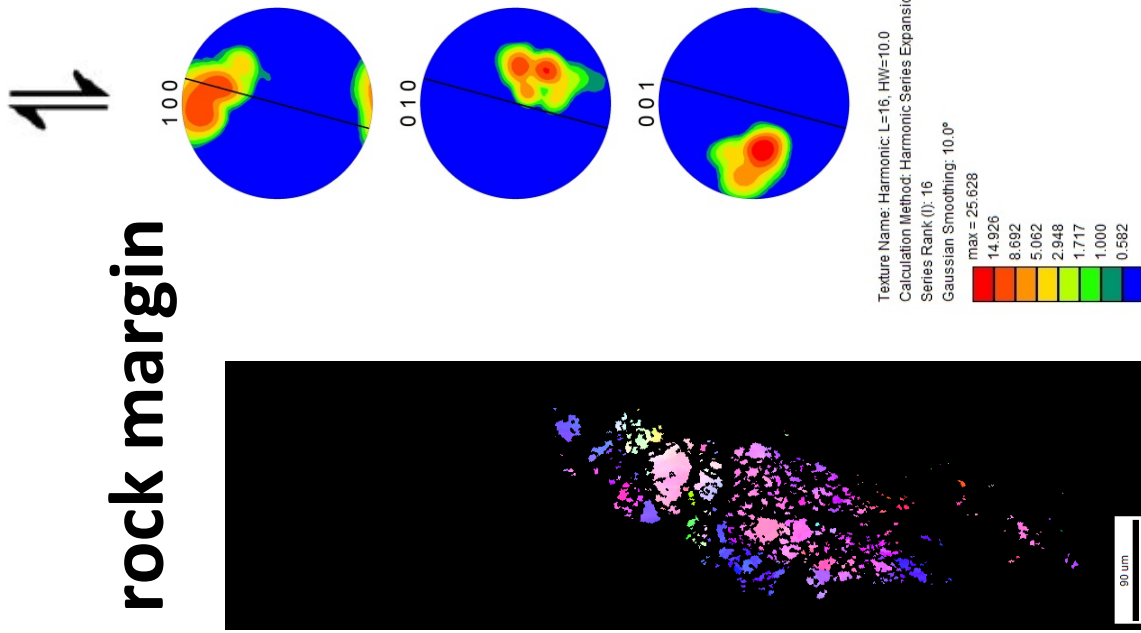 rock margin
1 0 0
0 1 0
0 0 1
Texture Name: Harmonic: L=16, HW=10.0
Calculation Method: Harmonic Series Expansio
Series Rank (l): 16
Gaussian Smoothing: 10.0º
max = 25.628
14.926
8.692
5.062
2.948
1.717
1.000
0.582
90 um